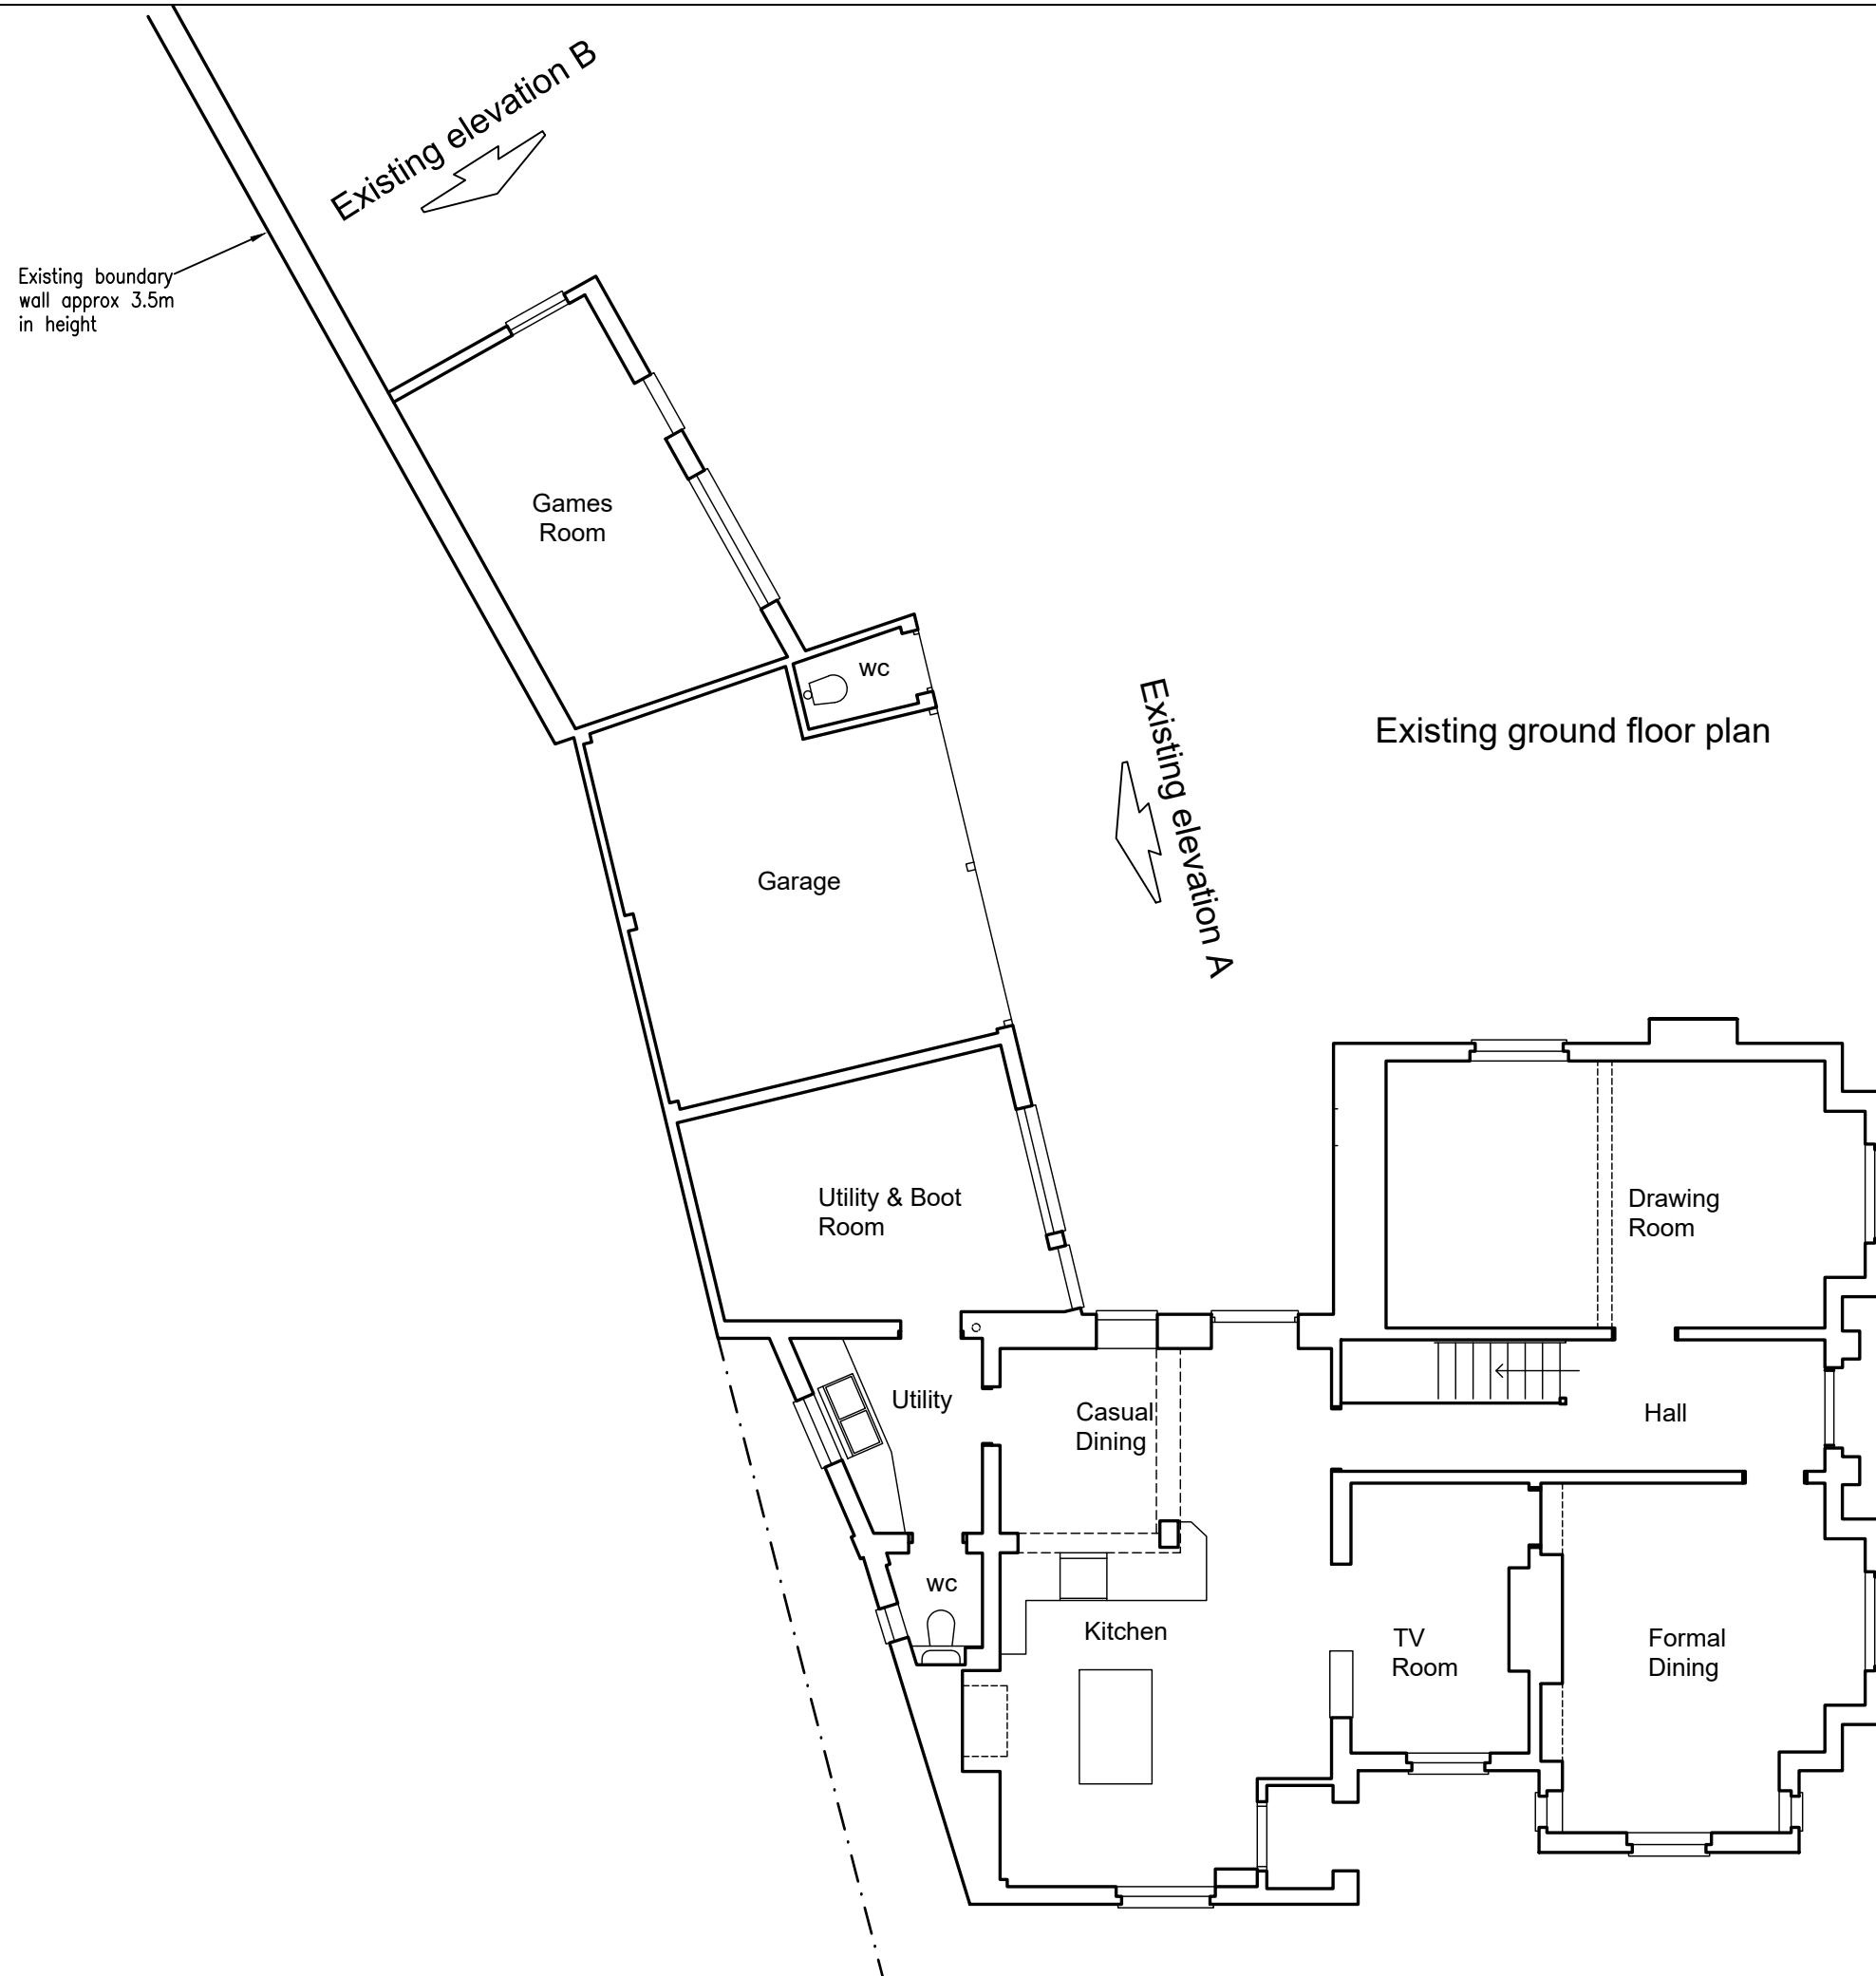 Existing elevation B
Existing boundary
wall approx 3.5m
in height
Games
Room
wc
Existing elevation A
Existing ground floor plan
Garage
Utility & Boot
Room
Drawing
Room
Utility
Casual
Dining
Hall
wc
Kitchen
TV
Room
Formal
Dining